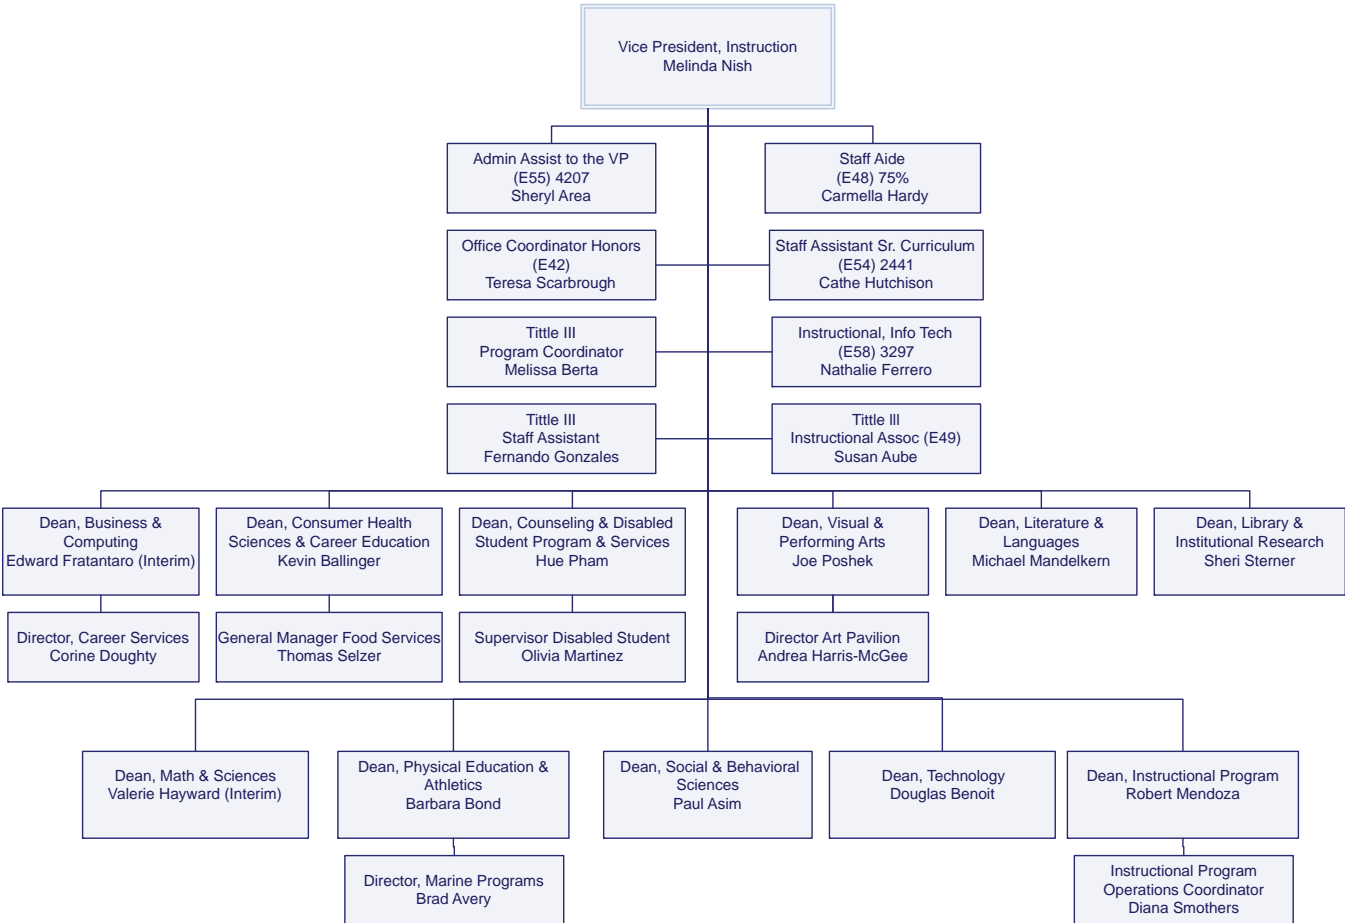 Vice President, Instruction
Melinda Nish
Admin Assist to the VP
(E55) 4207
Sheryl Area
Staff Aide
(E48) 75%
Carmella Hardy
Office Coordinator Honors
(E42)
Teresa Scarbrough
Staff Assistant Sr. Curriculum
(E54) 2441
Cathe Hutchison
Tittle III
Program Coordinator
Melissa Berta
Instructional, Info Tech
(E58) 3297
Nathalie Ferrero
Tittle III
Staff Assistant
Fernando Gonzales
Tittle lll
Instructional Assoc (E49)
Susan Aube
Dean, Business &
Computing
Edward Fratantaro (Interim)
Dean, Consumer Health
Sciences & Career Education
Kevin Ballinger
Dean, Counseling & Disabled
Student Program & Services
Hue Pham
Dean, Visual &
Performing Arts
Joe Poshek
Dean, Literature &
Languages
Michael Mandelkern
Dean, Library &
Institutional Research
Sheri Sterner
Director, Career Services
Corine Doughty
General Manager Food Services
Thomas Selzer
Supervisor Disabled Student
Olivia Martinez
Director Art Pavilion
Andrea Harris-McGee
Dean, Math & Sciences
Valerie Hayward (Interim)
Dean, Physical Education &
Athletics
Barbara Bond
Dean, Social & Behavioral
Sciences
Paul Asim
Dean, Technology
Douglas Benoit
Dean, Instructional Program
Robert Mendoza
Director, Marine Programs
Brad Avery
Instructional Program
Operations Coordinator
Diana Smothers